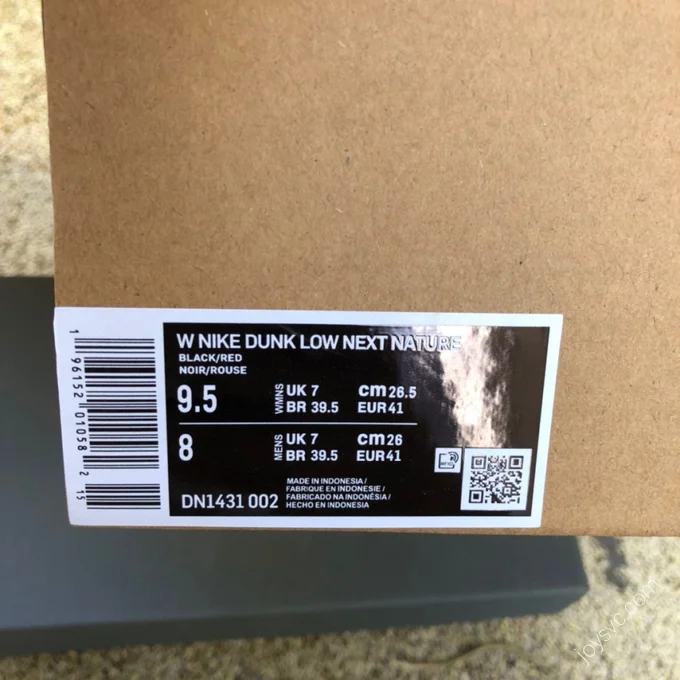 W NIKE DUNK LOW NEXT NATURE
BLACK/RED
NOIR/ROUSE
9.5 WMNS UK 7 cm 26.5
BR 39.5 EUR 41
8 MENS UK 7 cm 26
BR 39.5 EUR 41
DN1431 002
MADE IN INDONESIA/
FABRIQUE EN INDONESIE/
FABRICADO NA INDONÉSIA/
HECHO EN INDONESIA
1 96152 01058 2
15
joysvc.com